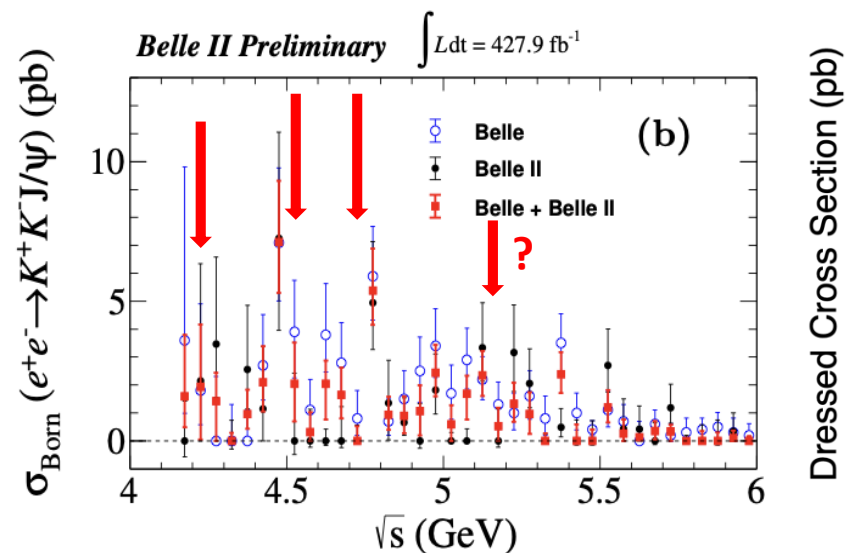 Belle II Preliminary ∫Ldt = 427.9 fb⁻¹
σBorn (e⁺e⁻→K⁺K⁻J/ψ) (pb)
10
5
0
(b)
Belle
Belle II
Belle + Belle II
?
4 4.5 5 5.5 6
√s (GeV)
Dressed Cross Section (pb)